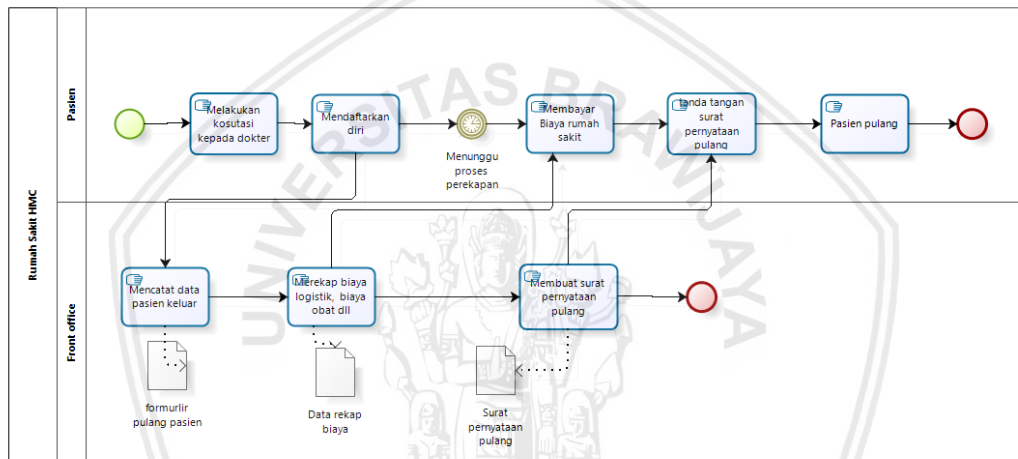 Rumah Sakit HMC
Pasien
Melakukan
kosutasi
kepada dokter
Mendaftarkan
diri
Menunggu
proses
perekapan
Membayar
Biaya rumah
sakit
tanda tangan
surat
pernyataan
pulang
Pasien pulang
Front office
Mencatat data
pasien keluar
Merekap biaya
logistik, biaya
obat dll
Membuat surat
pernyataan
pulang
formurlir
pulang pasien
Data rekap
biaya
Surat
pernyataan
pulang
UNIVERSITAS BRAWIJAYA